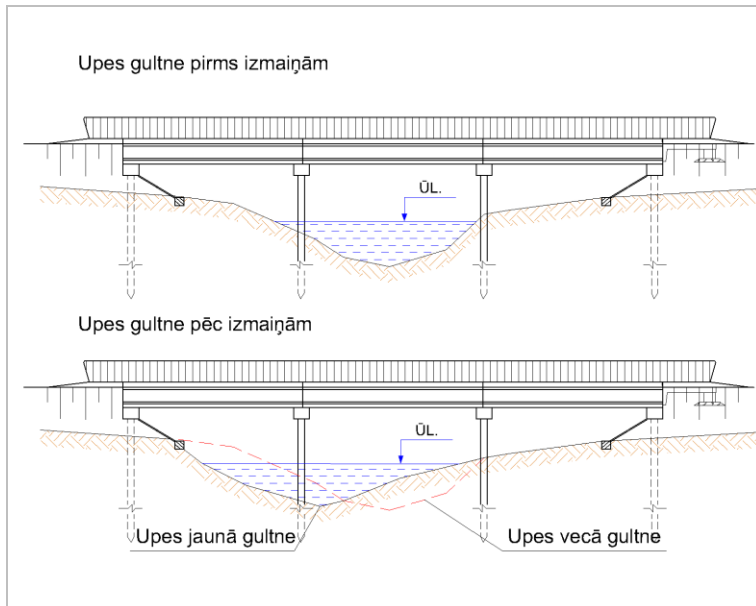 Upes gultne pirms izmaiņām
ŪL.
Upes gultne pēc izmaiņām
ŪL.
Upes jaunā gultne
Upes vecā gultne